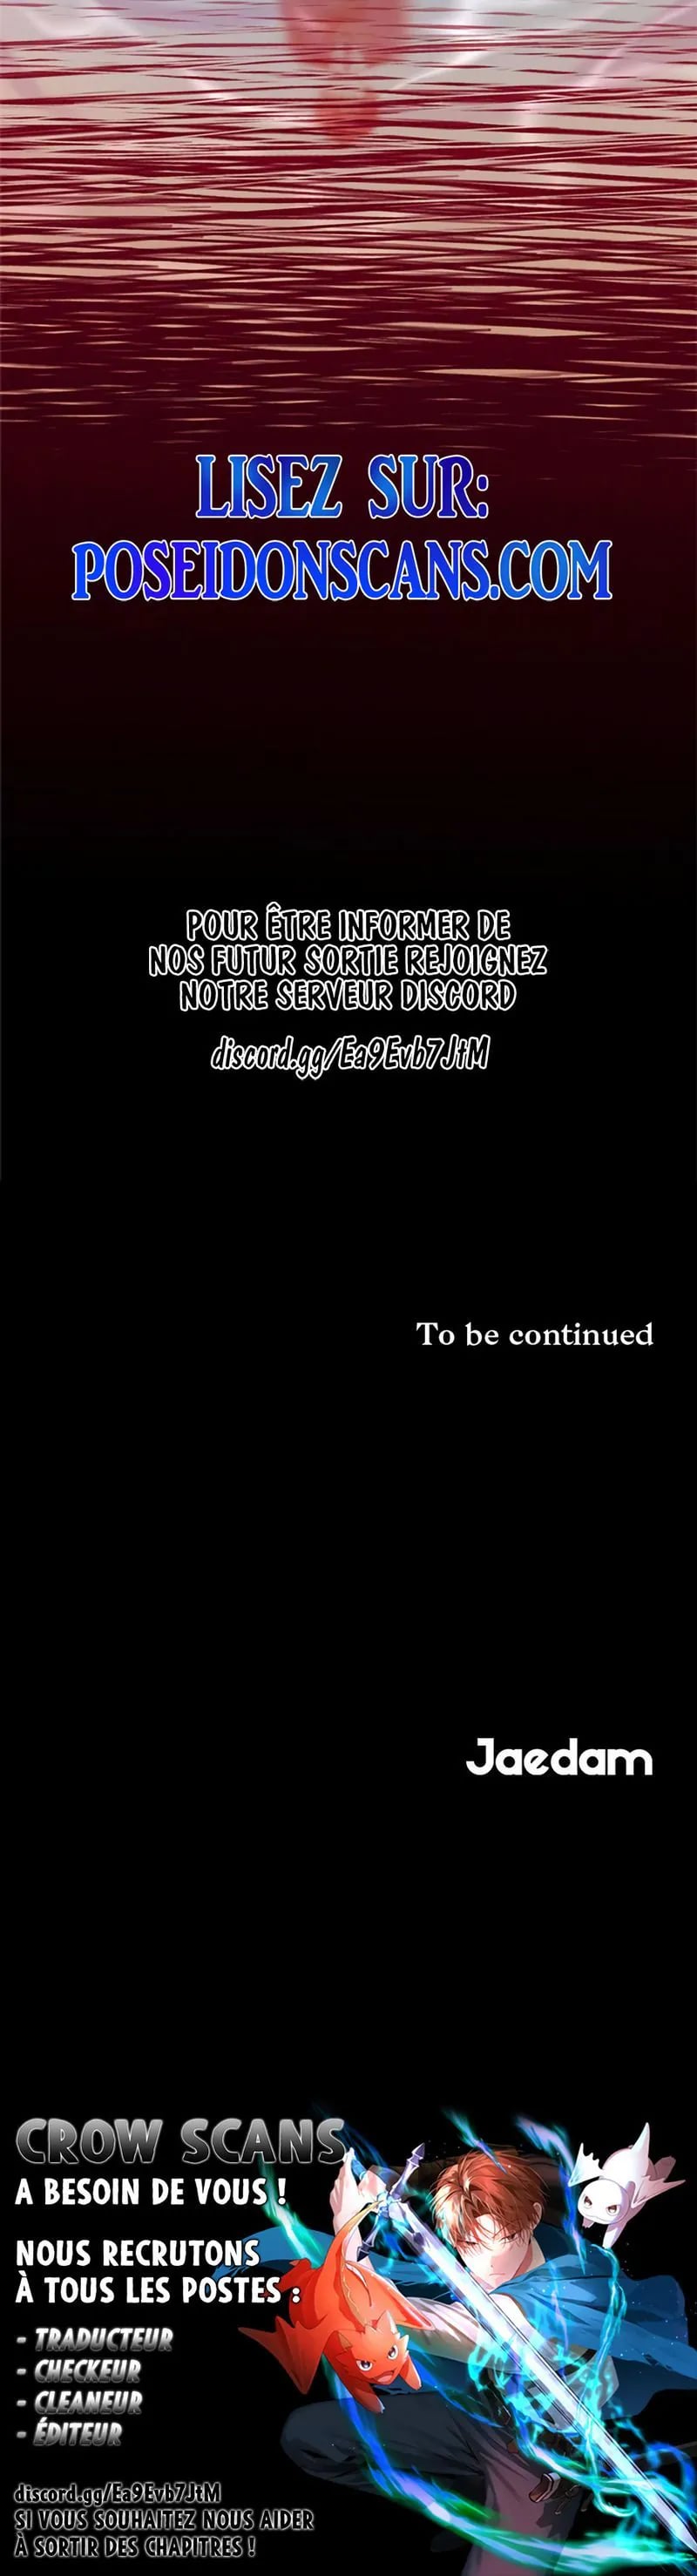 LISEZ SUR:
POSEIDONSCANS.COM
POUR ÊTRE INFORMER DE
NOS FUTUR SORTIE REJOIGNEZ
NOTRE SERVEUR DISCORD
discord.gg/Ea9Evb7JtM
To be continued
Jaedam
CROW SCANS
A BESOIN DE VOUS !
NOUS RECRUTONS
À TOUS LES POSTES :
- TRADUCTEUR
- CHECKEUR
- CLEANEUR
- ÉDITEUR
discord.gg/Ea9Evb7JtM
SI VOUS SOUHAITEZ NOUS AIDER
À SORTIR DES CHAPITRES !